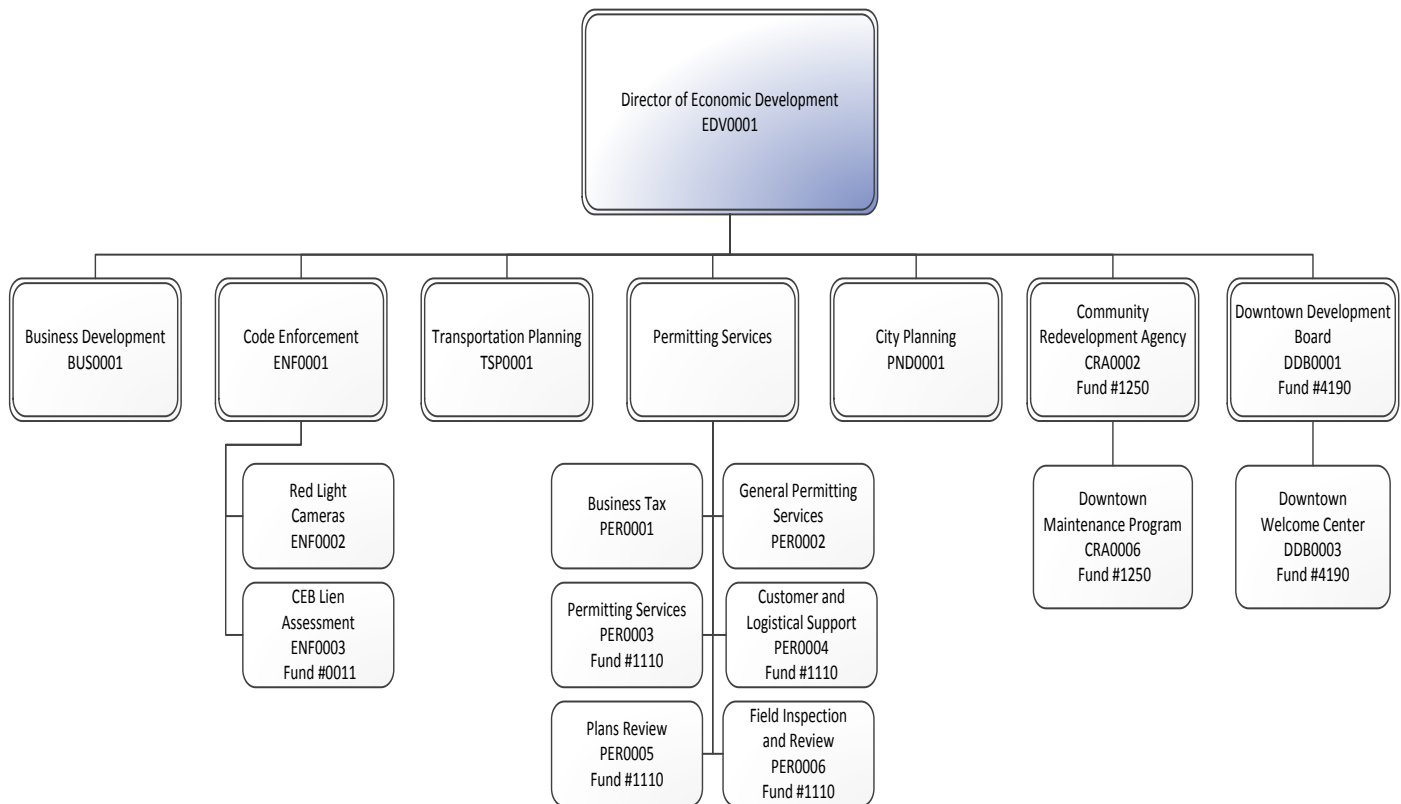 Director of Economic Development
EDV0001
Business Development
BUS0001
Code Enforcement
ENF0001
Transportation Planning
TSP0001
Permitting Services
City Planning
PND0001
Community
Redevelopment Agency
CRA0002
Fund #1250
Downtown Development
Board
DDB0001
Fund #4190
Red Light
Cameras
ENF0002
CEB Lien
Assessment
ENF0003
Fund #0011
Business Tax
PER0001
General Permitting
Services
PER0002
Permitting Services
PER0003
Fund #1110
Customer and
Logistical Support
PER0004
Fund #1110
Plans Review
PER0005
Fund #1110
Field Inspection
and Review
PER0006
Fund #1110
Downtown
Maintenance Program
CRA0006
Fund #1250
Downtown
Welcome Center
DDB0003
Fund #4190